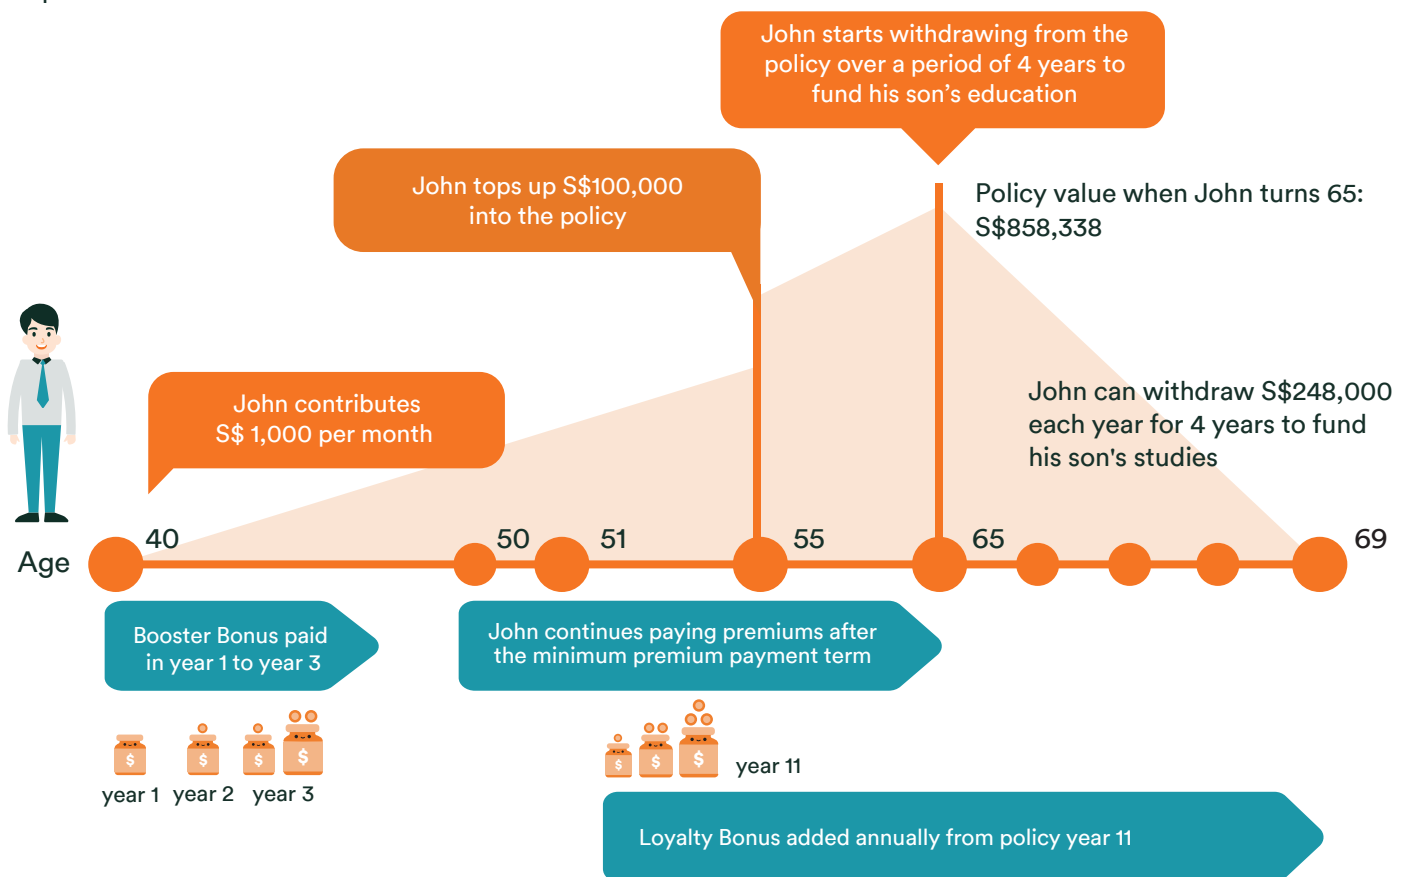 John starts withdrawing from the
policy over a period of 4 years to
fund his son’s education
John tops up S$100,000
into the policy
Policy value when John turns 65:
S$858,338
John contributes
S$ 1,000 per month
John can withdraw S$248,000
each year for 4 years to fund
his son's studies
Age
40
50
51
55
65
69
Booster Bonus paid
in year 1 to year 3
John continues paying premiums after
the minimum premium payment term
$
$
$
$
year 1
year 2
year 3
$
$
$
year 11
Loyalty Bonus added annually from policy year 11